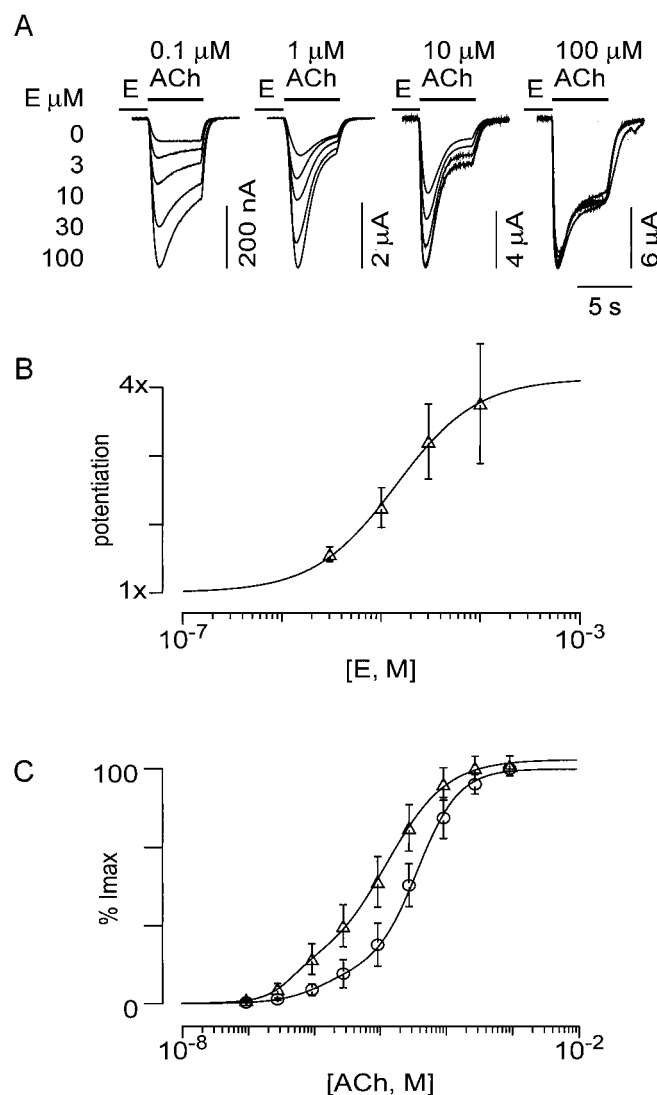 A
0.1 µM 1 µM 10 µM 100 µM
E ACh E ACh E ACh E ACh
E µM
0
3
10
30
100
200 nA
2 µA
4 µA
6 µA
5 s
B
4x
potentiation
1x
10-7 10-3
[E, M]
C
100
% Imax
0
10-8 10-2
[ACh, M]